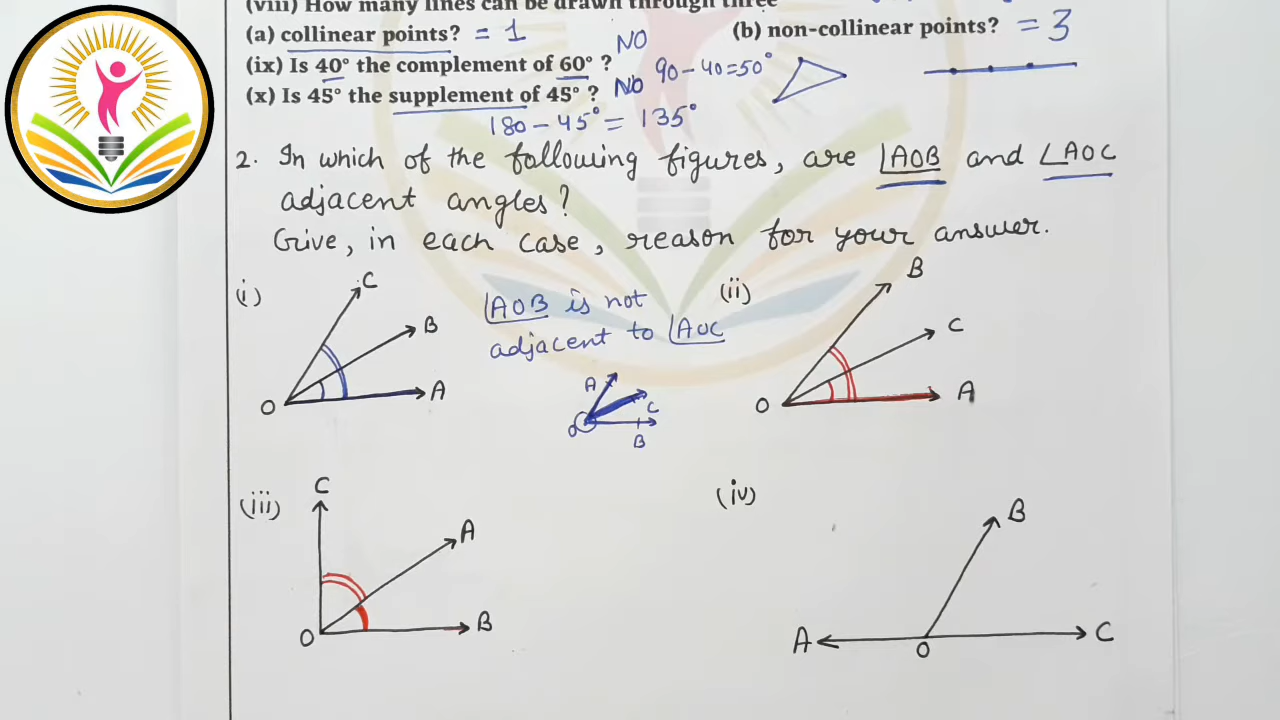 (viii) How many lines can be drawn through three
(a) collinear points? = 1 (b) non-collinear points? = 3
(ix) Is 40° the complement of 60° ? NO 90 - 40 = 50°
(x) Is 45° the supplement of 45° ? NO
180 - 45° = 135°
2. In which of the following figures, are ∠AOB and ∠AOC
adjacent angles?
Give, in each case, reason for your answer.
(i) C B A O
∠AOB is not
adjacent to ∠AOC
A C B O
(ii) B C A O
(iii) C A B O
(iv) B A O C